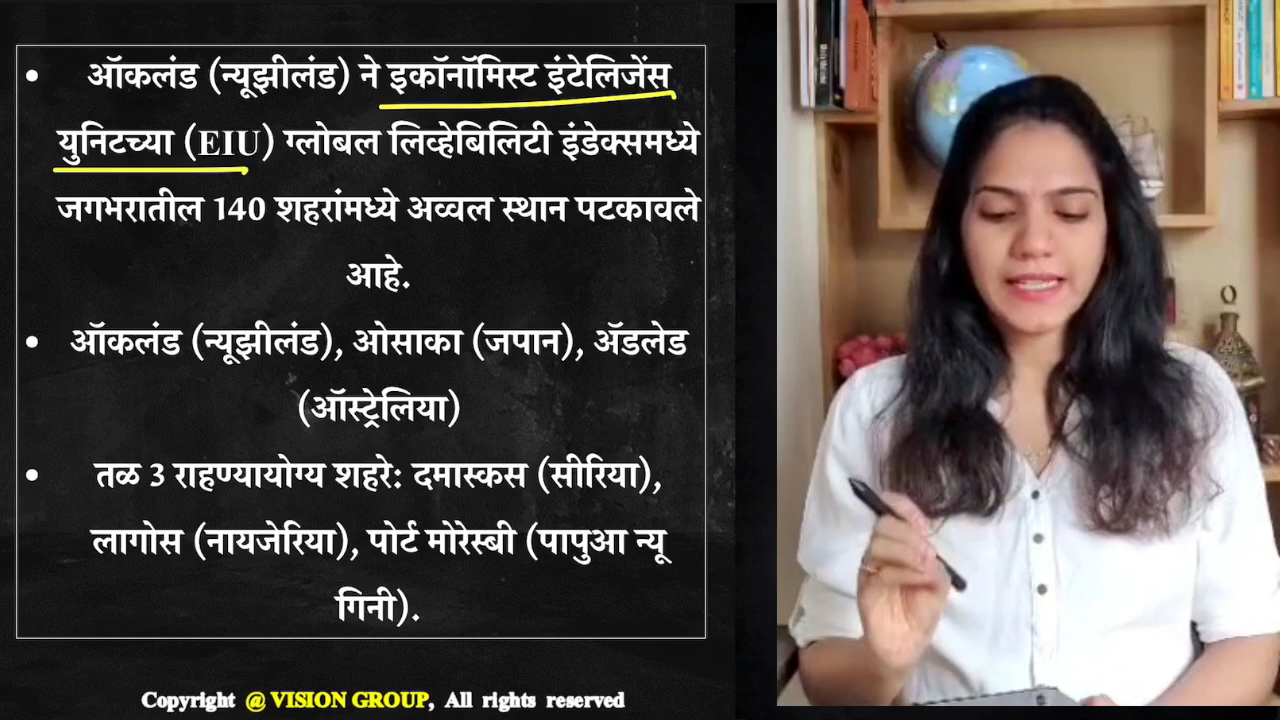 • ऑकलंड (न्यूझीलंड) ने इकॉनॉमिस्ट इंटेलिजेंस
युनिटच्या (EIU) ग्लोबल लिव्हेबिलिटी इंडेक्समध्ये
जगभरातील 140 शहरांमध्ये अव्वल स्थान पटकावले
आहे.
• ऑकलंड (न्यूझीलंड), ओसाका (जपान), ॲडलेड
(ऑस्ट्रेलिया)
• तळ 3 राहण्यायोग्य शहरे: दमास्कस (सीरिया),
लागोस (नायजेरिया), पोर्ट मोरेस्बी (पापुआ न्यू
गिनी).
Copyright @ VISION GROUP, All rights reserved